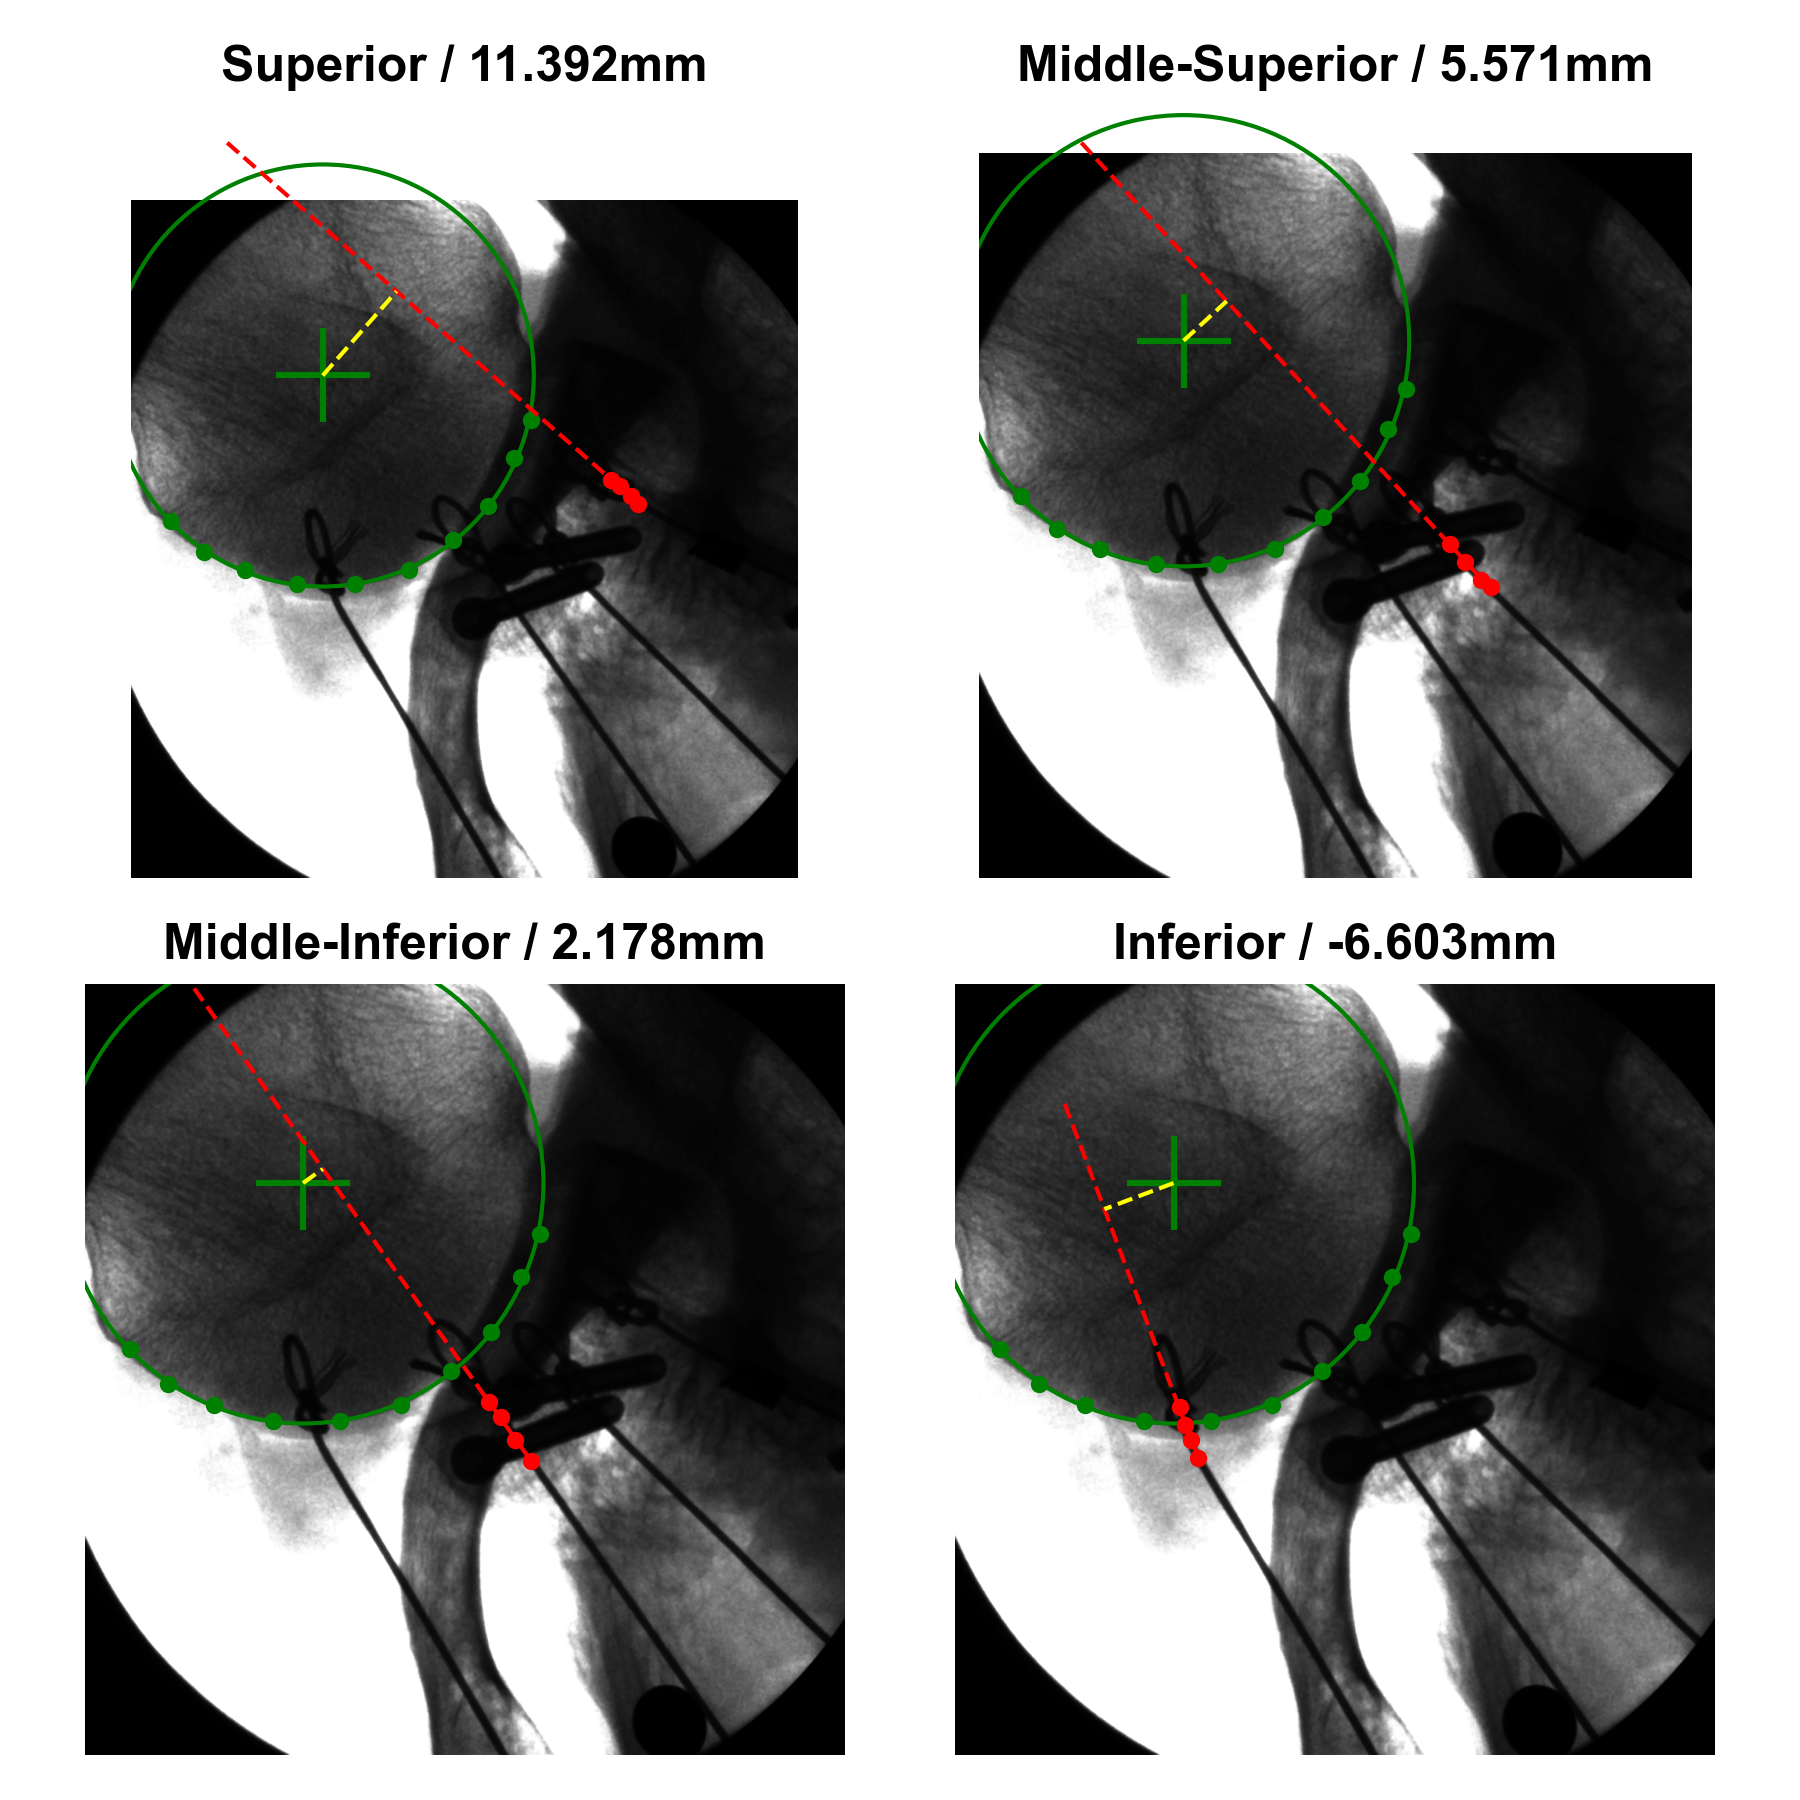 Superior / 11.392mm
Middle-Superior / 5.571mm
Middle-Inferior / 2.178mm
Inferior / -6.603mm